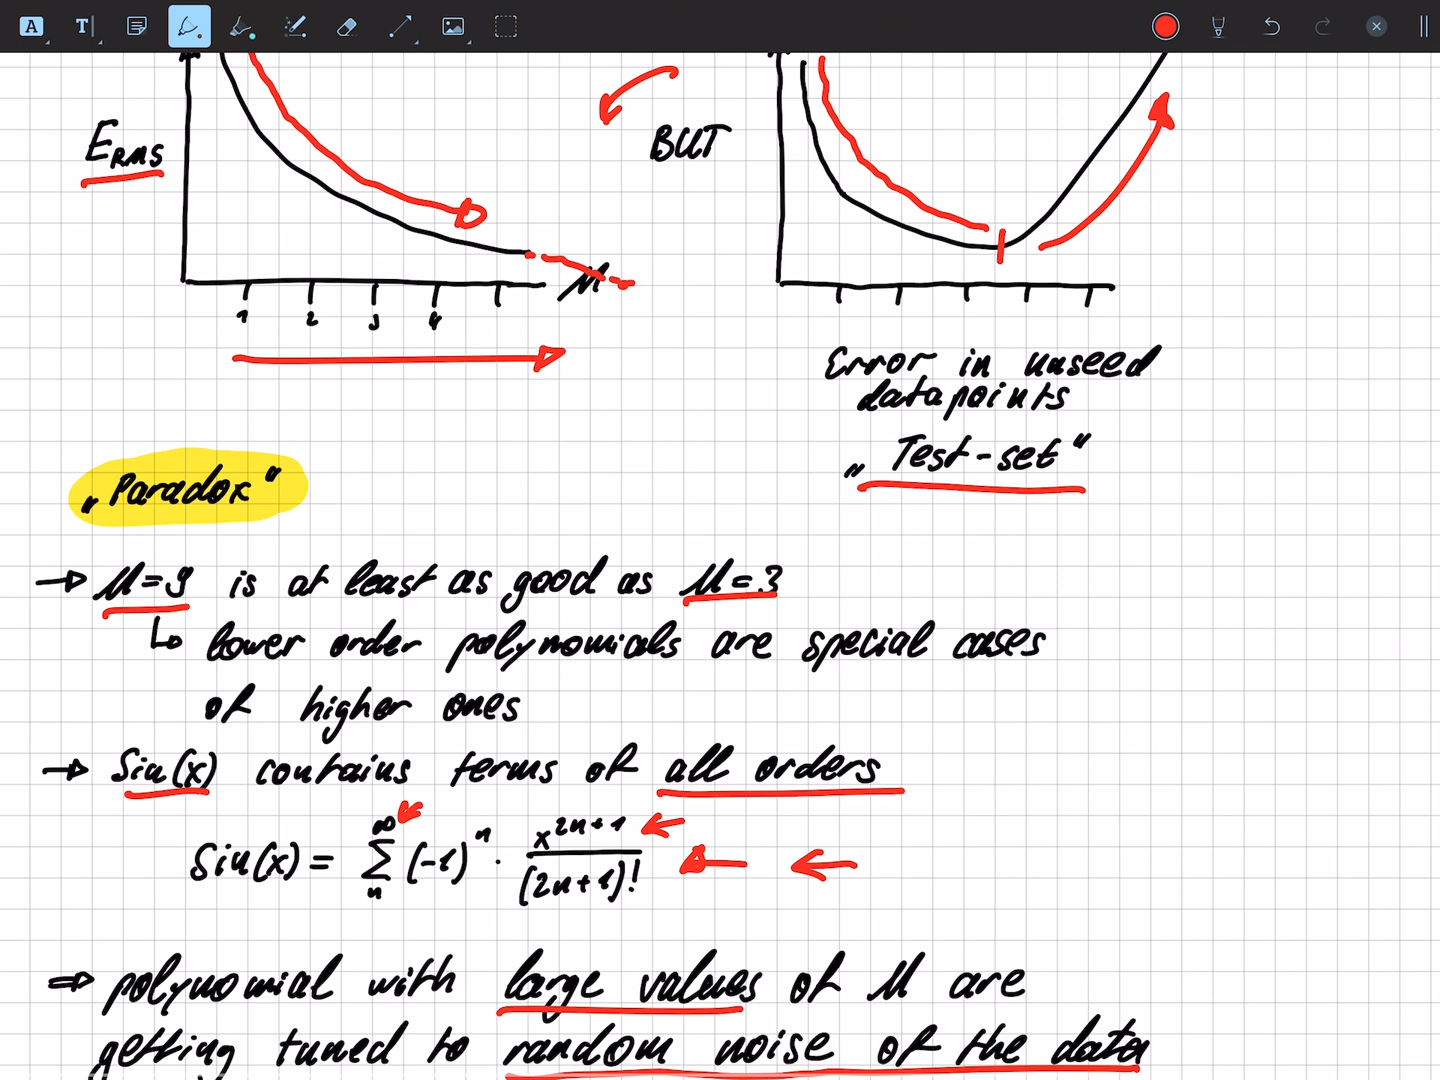 A T
E_RMS
BUT
M
1 2 3 4
Error in unseed
datapoints
„Test-set“
„Paradox“
→ M=9 is at least as good as M=3
↳ lower order polynomials are special cases
of higher ones
→ Sin(x) contains terms of all orders
Sin(x) = ∑_n^∞ (-1)^n · x^(2n+1) / (2n+1)!
⇒ polynomial with large values of M are
getting tuned to random noise of the data